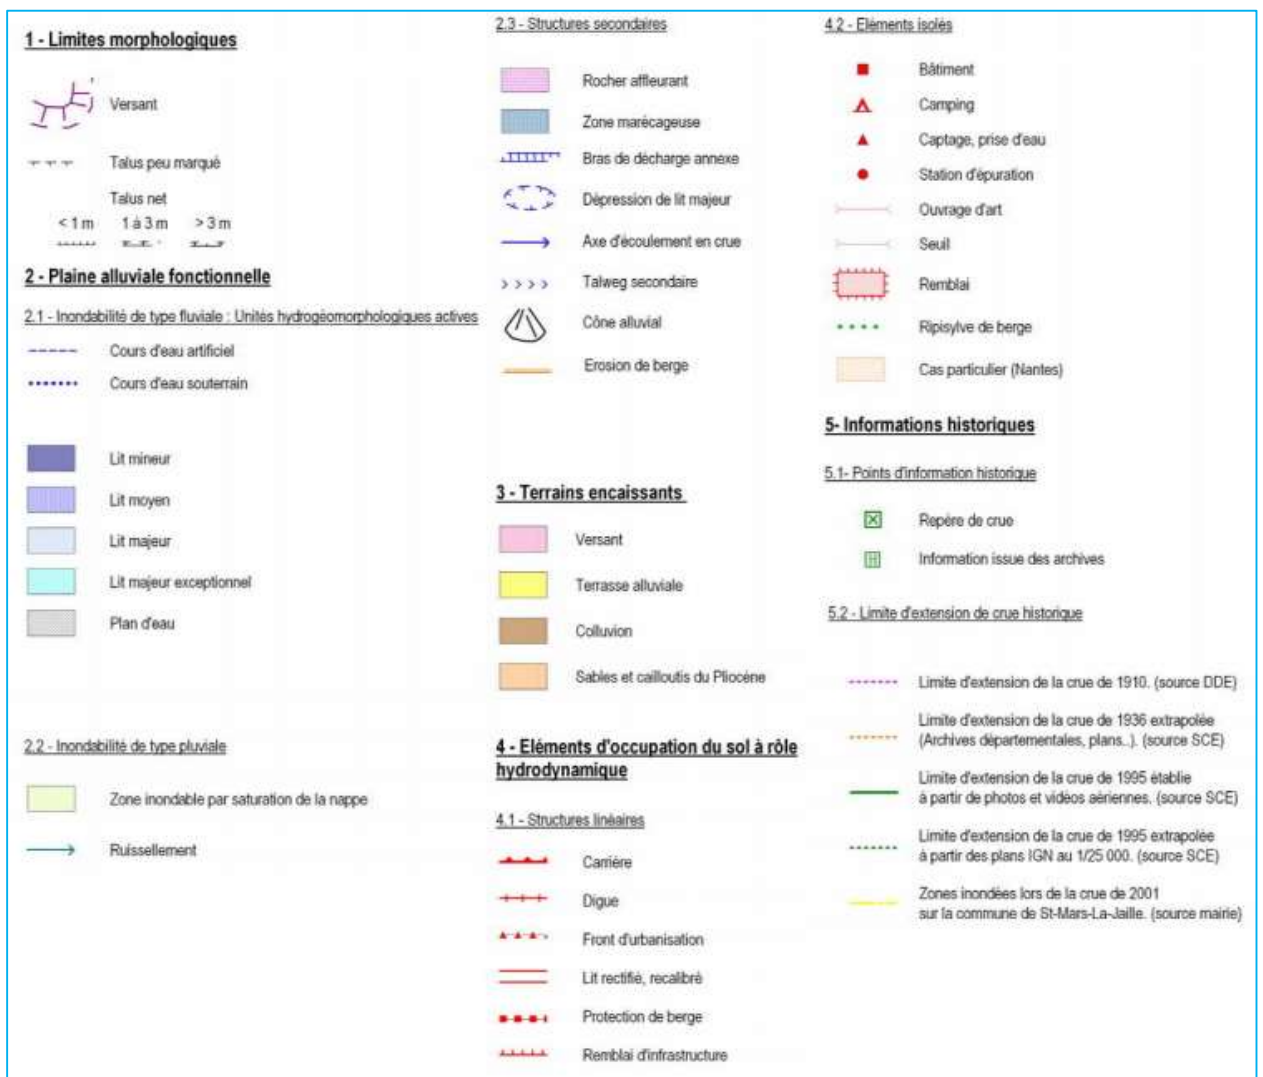 1 - Limites morphologiques
Versant
Talus peu marqué
Talus net
< 1 m 1 à 3 m > 3 m
2 - Plaine alluviale fonctionnelle
2.1 - Inondabilité de type fluviale : Unités hydrogéomorphologiques actives
Cours d'eau artificiel
Cours d'eau souterrain
Lit mineur
Lit moyen
Lit majeur
Lit majeur exceptionnel
Plan d'eau
2.2 - Inondabilité de type pluviale
Zone inondable par saturation de la nappe
Ruissellement
2.3 - Structures secondaires
Rocher affleurant
Zone marécageuse
Bras de décharge annexe
Dépression de lit majeur
Axe d'écoulement en crue
Talweg secondaire
Cône alluvial
Erosion de berge
3 - Terrains encaissants
Versant
Terrasse alluviale
Colluvion
Sables et cailloutis du Pliocène
4 - Eléments d'occupation du sol à rôle
hydrodynamique
4.1 - Structures linéaires
Carrière
Digue
Front d'urbanisation
Lit rectifié, recalibré
Protection de berge
Remblai d'infrastructure
4.2 - Eléments isolés
Bâtiment
Camping
Captage, prise d'eau
Station d'épuration
Ouvrage d'art
Seuil
Remblai
Ripisylve de berge
Cas particulier (Nantes)
5- Informations historiques
5.1- Points d'information historique
Repère de crue
Information issue des archives
5.2 - Limite d'extension de crue historique
Limite d'extension de la crue de 1910. (source DDE)
Limite d'extension de la crue de 1936 extrapolée
(Archives départementales, plans..). (source SCE)
Limite d'extension de la crue de 1995 établie
à partir de photos et vidéos aériennes. (source SCE)
Limite d'extension de la crue de 1995 extrapolée
à partir des plans IGN au 1/25 000. (source SCE)
Zones inondées lors de la crue de 2001
sur la commune de St-Mars-La-Jaille. (source mairie)